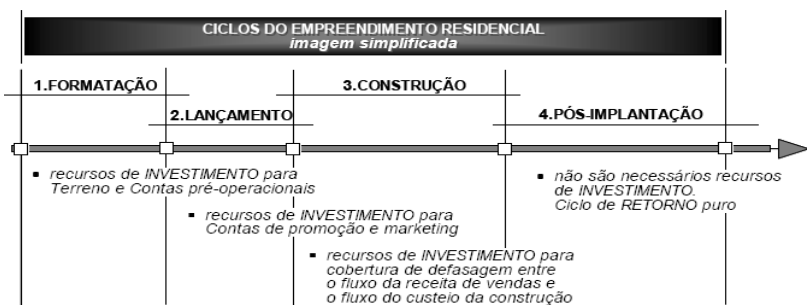 CICLOS DO EMPREENDIMENTO RESIDENCIAL
imagem simplificada
1.FORMATAÇÃO
3.CONSTRUÇÃO
2.LANÇAMENTO
4.PÓS-IMPLANTAÇÃO
▪ recursos de INVESTIMENTO para
Terreno e Contas pré-operacionais
▪ não são necessários recursos
de INVESTIMENTO.
Ciclo de RETORNO puro
▪ recursos de INVESTIMENTO para
Contas de promoção e marketing
▪ recursos de INVESTIMENTO para
cobertura de defasagem entre
o fluxo da receita de vendas e
o fluxo do custeio da construção